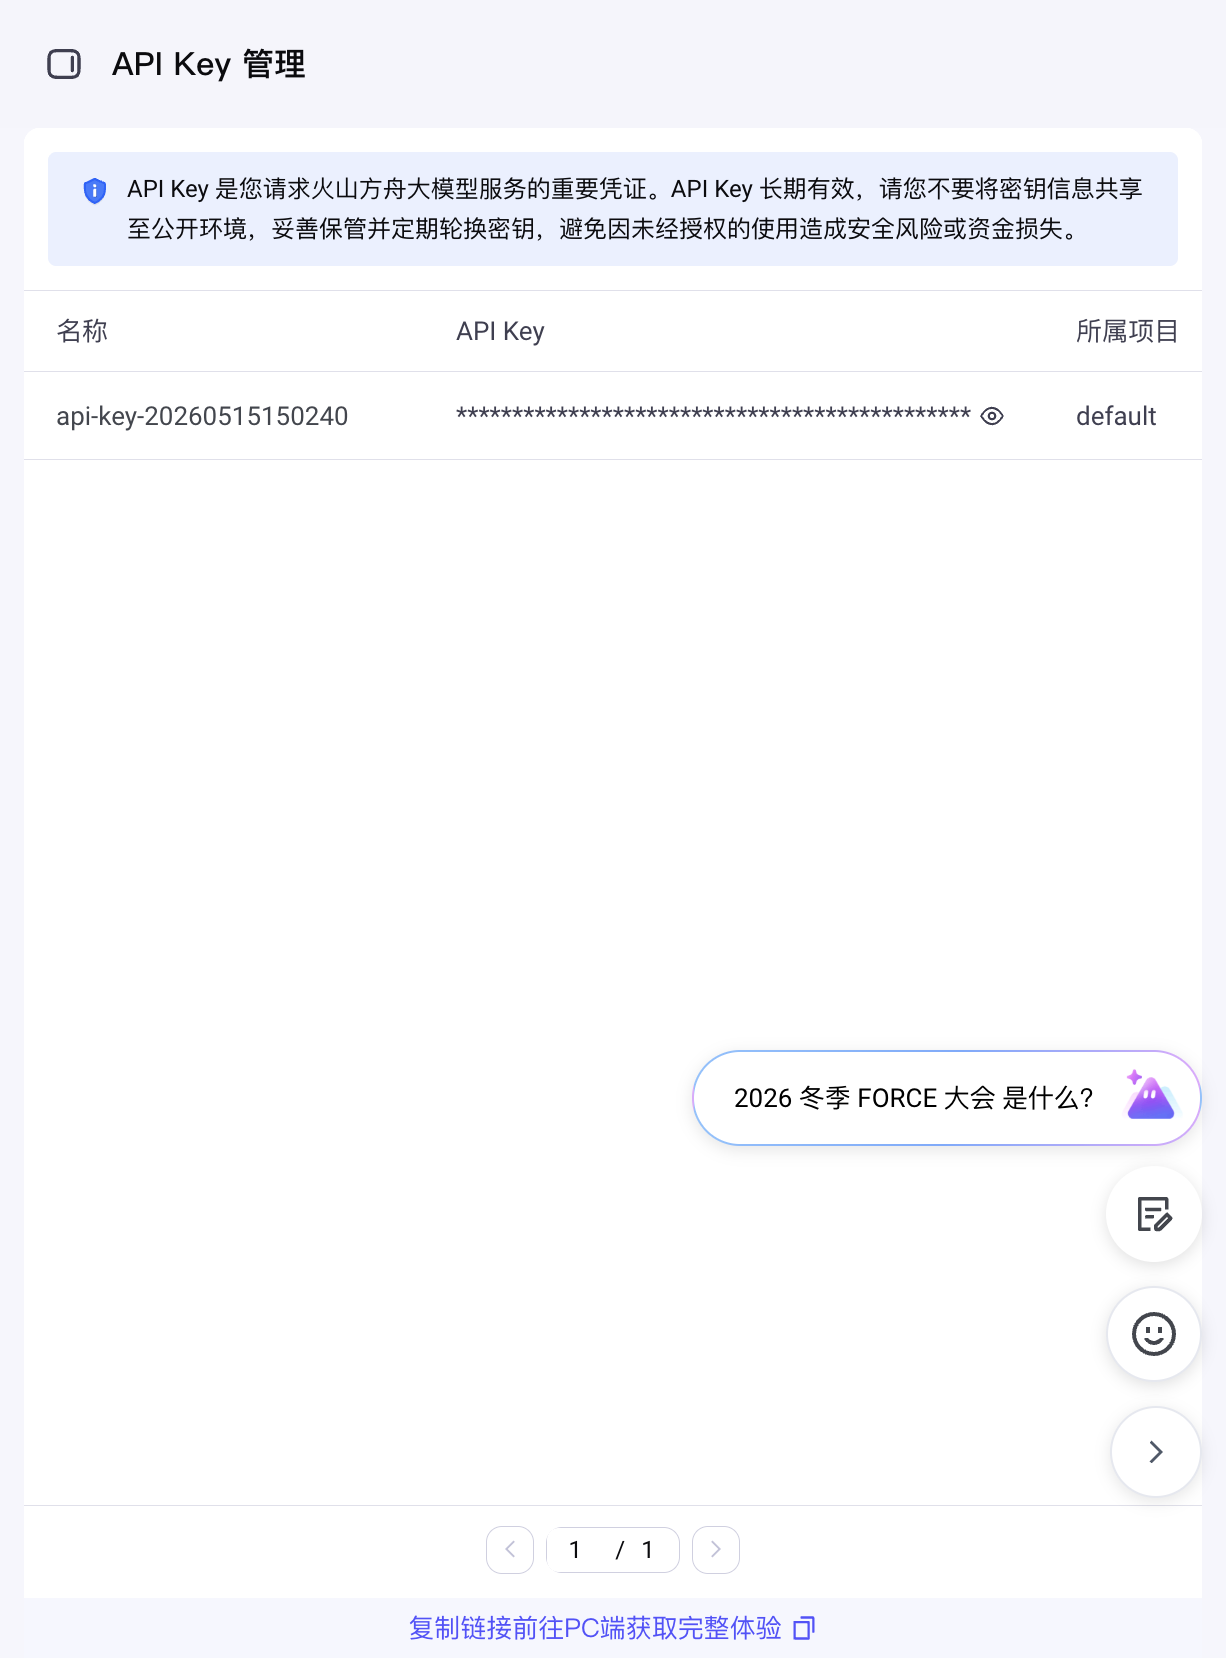 API Key 管理
API Key 是您请求火山方舟大模型服务的重要凭证。API Key 长期有效，请您不要将密钥信息共享
至公开环境，妥善保管并定期轮换密钥，避免因未经授权的使用造成安全风险或资金损失。
名称 API Key 所属项目
api-key-20260515150240 ********************************************** default
2026 冬季 FORCE 大会 是什么?
1 / 1
复制链接前往PC端获取完整体验